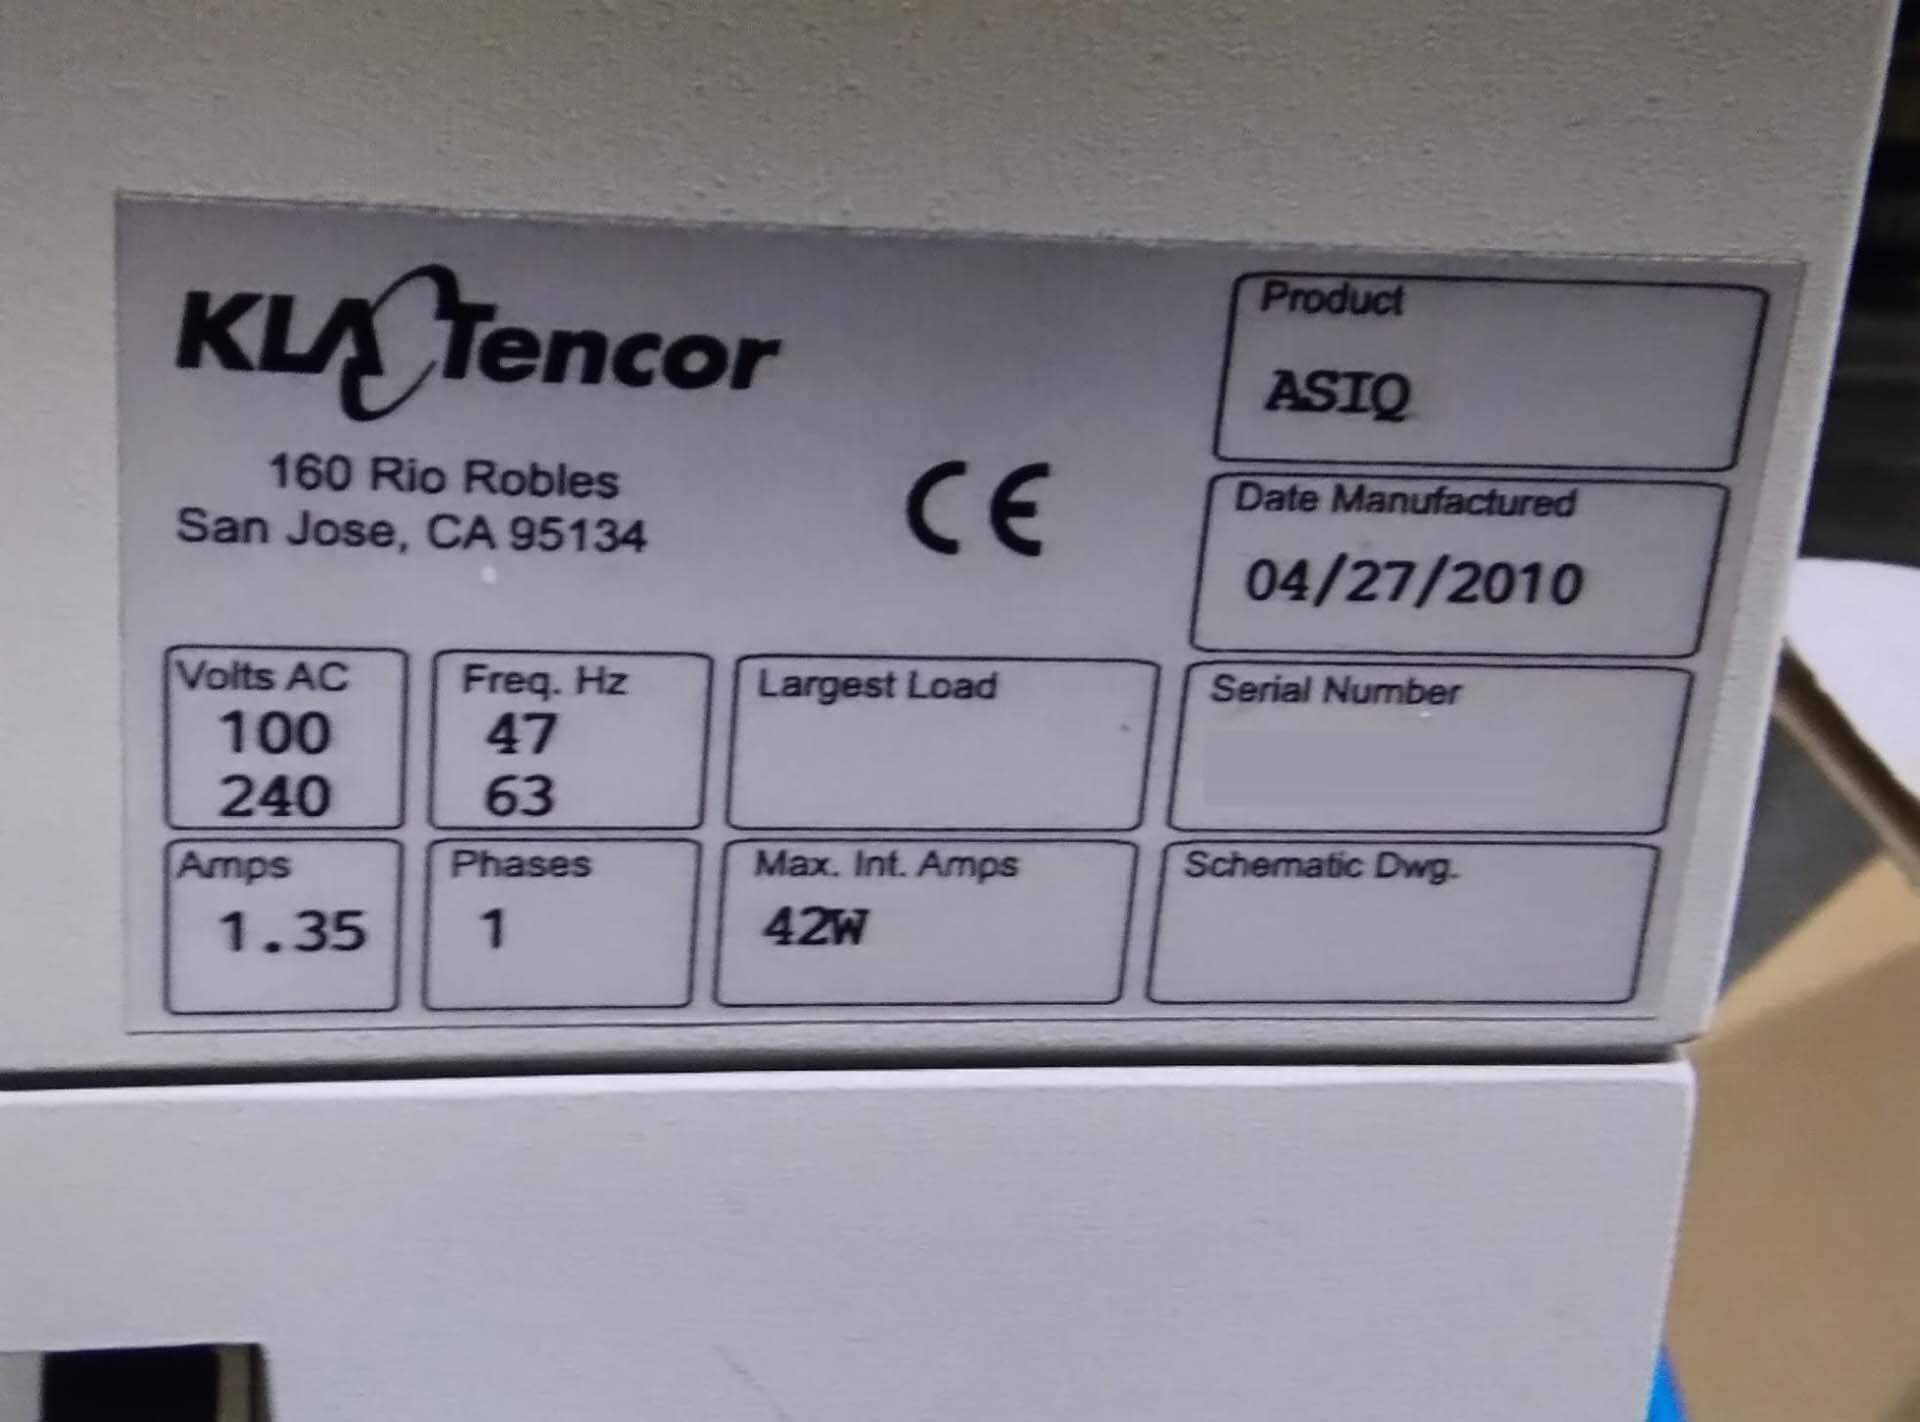 KLA Tencor
160 Rio Robles
San Jose, CA 95134
CE
Product
ASIQ
Date Manufactured
04/27/2010
Volts AC
100
240
Freq. Hz
47
63
Largest Load
Serial Number
Amps
1.35
Phases
1
Max. Int. Amps
42W
Schematic Dwg.